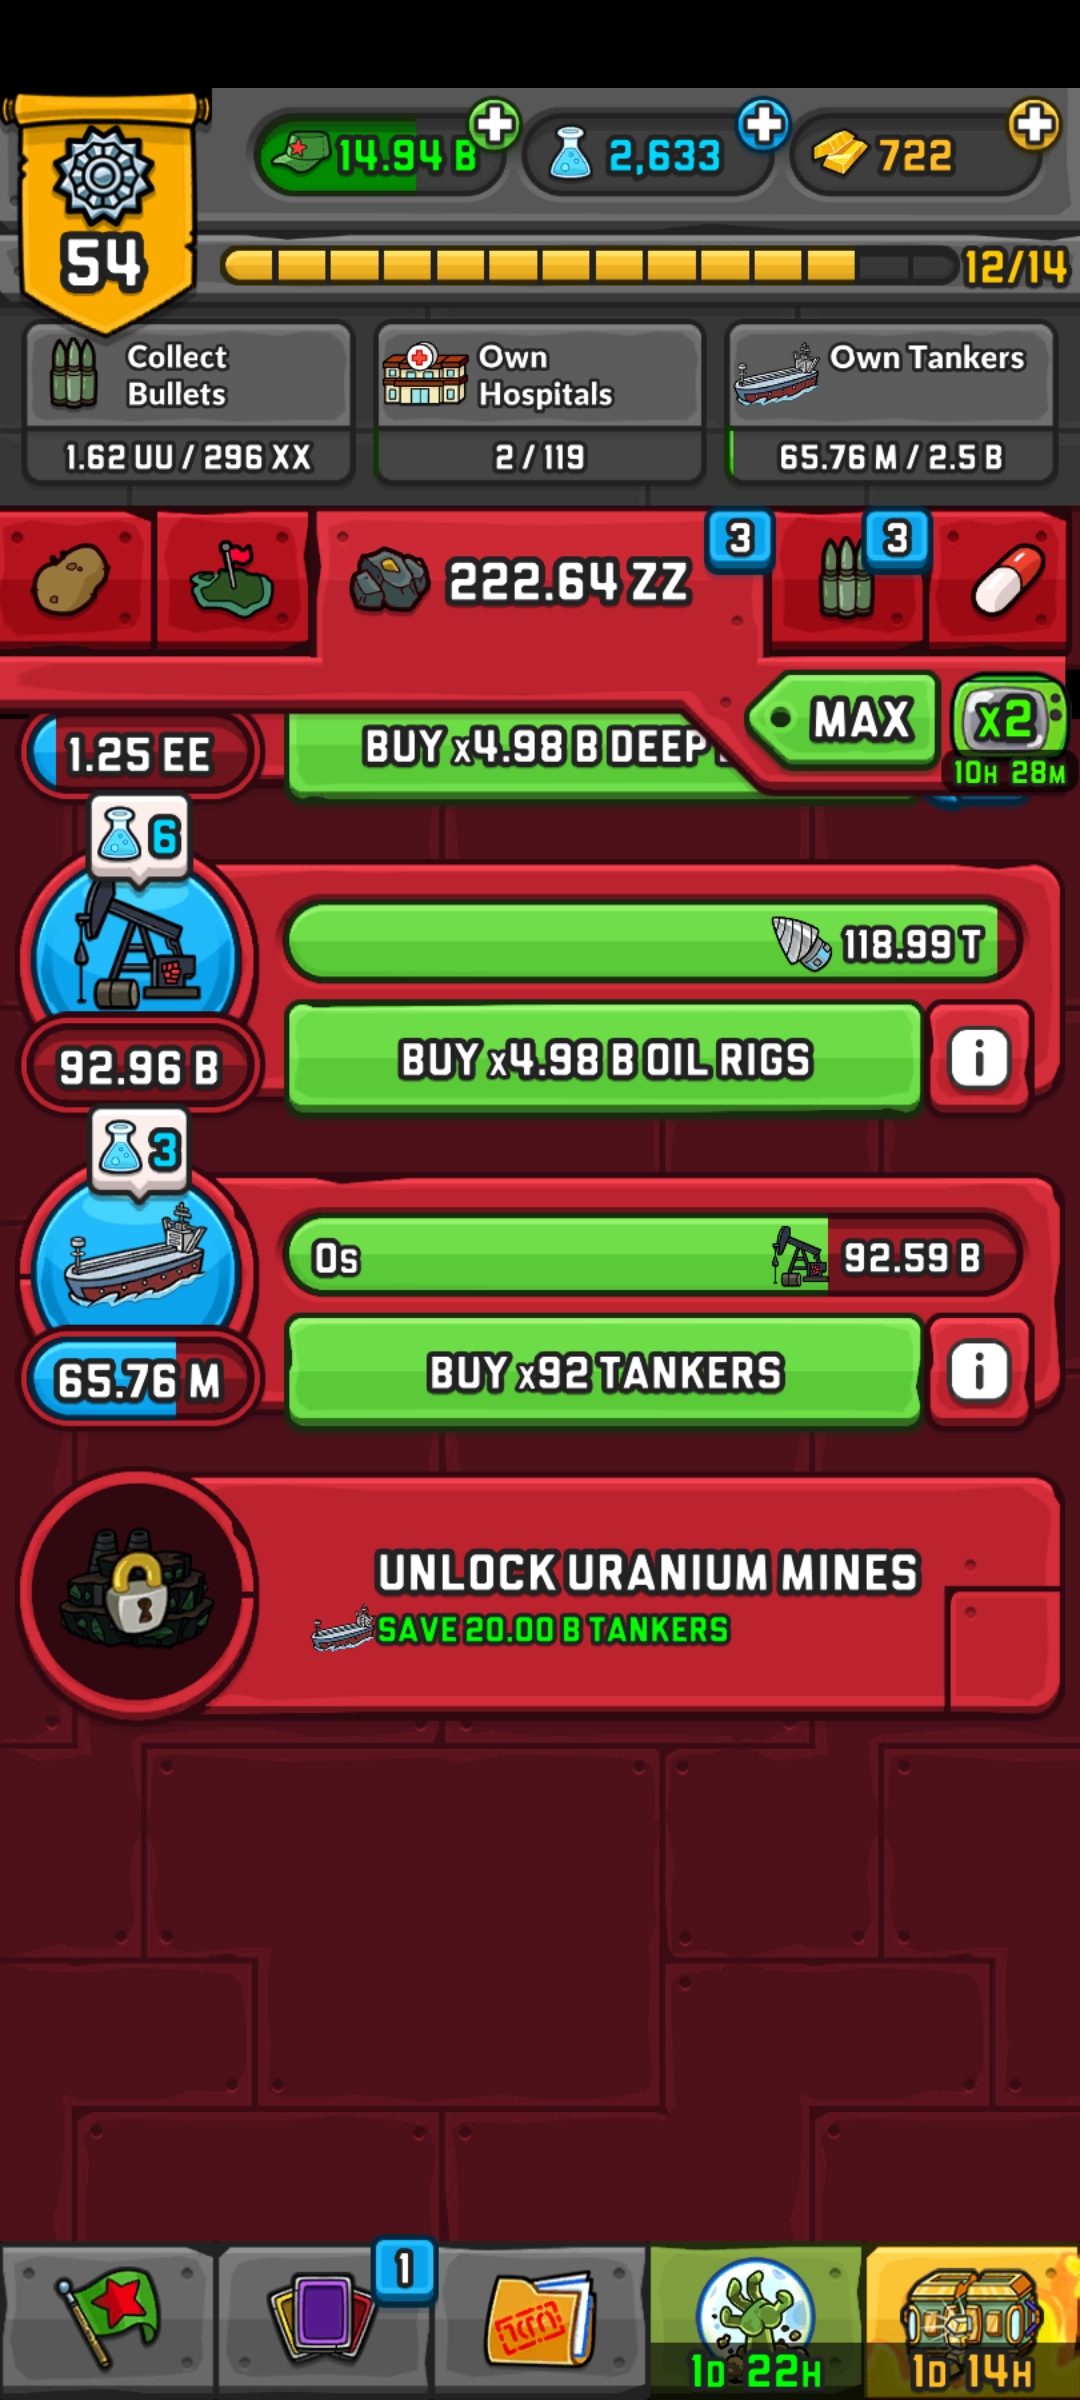 54
14.94 B
2,633
722
12/14
Collect
Bullets
1.62 UU / 296 XX
Own
Hospitals
2 / 119
Own Tankers
65.76 M / 2.5 B
222.64 ZZ
3
3
MAX
x2
10H 28M
1.25 EE
BUY x4.98 B DEEP
6
118.99 T
92.96 B
BUY x4.98 B OIL RIGS
i
3
0s
92.59 B
65.76 M
BUY x92 TANKERS
i
UNLOCK URANIUM MINES
SAVE 20.00 B TANKERS
1
1D 22H
1D 14H